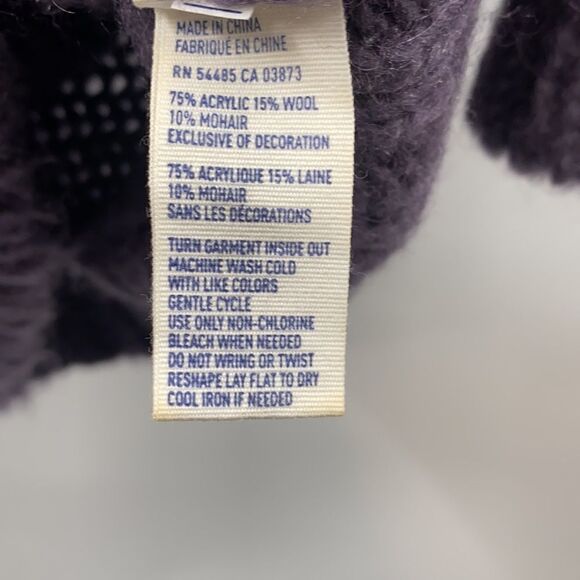 MADE IN CHINA
FABRIQUÉ EN CHINE
RN 54485 CA 03873
75% ACRYLIC 15% WOOL
10% MOHAIR
EXCLUSIVE OF DECORATION
75% ACRYLIQUE 15% LAINE
10% MOHAIR
SANS LES DÉCORATIONS
TURN GARMENT INSIDE OUT
MACHINE WASH COLD
WITH LIKE COLORS
GENTLE CYCLE
USE ONLY NON-CHLORINE
BLEACH WHEN NEEDED
DO NOT WRING OR TWIST
RESHAPE LAY FLAT TO DRY
COOL IRON IF NEEDED